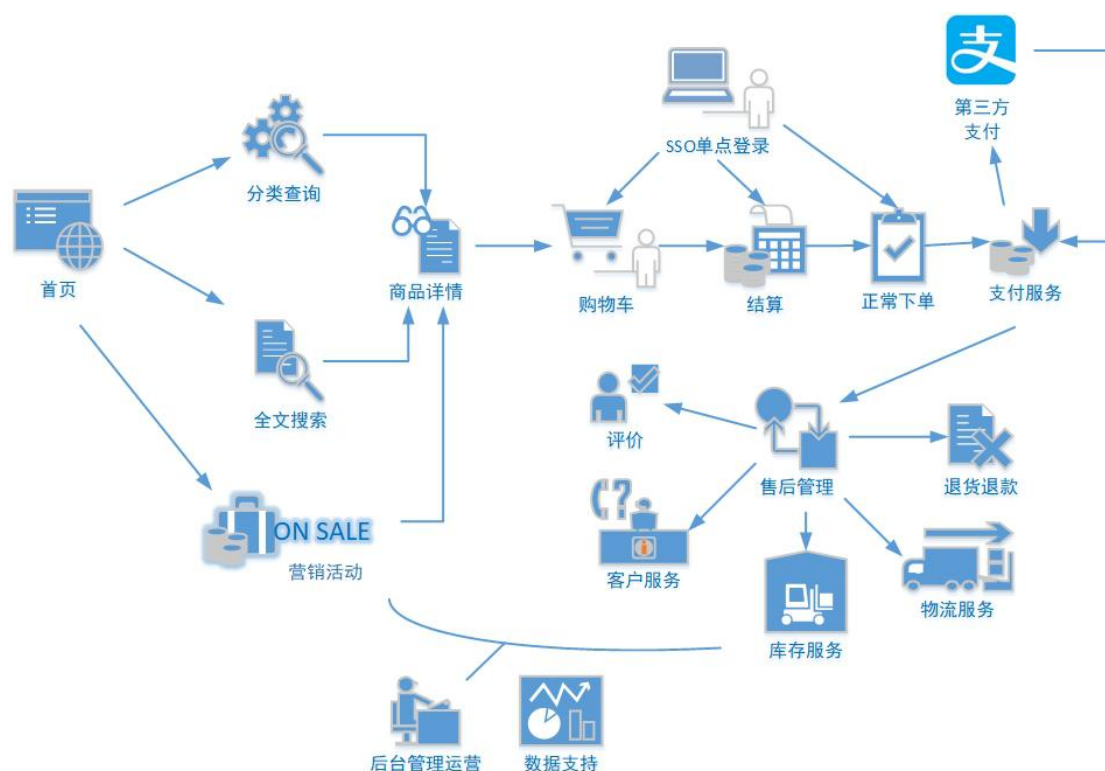 第三方
支付
SSO单点登录
分类查询
首页
商品详情
购物车
结算
正常下单
支付服务
全文搜索
评价
售后管理
退货退款
ON SALE
营销活动
客户服务
物流服务
库存服务
后台管理运营
数据支持